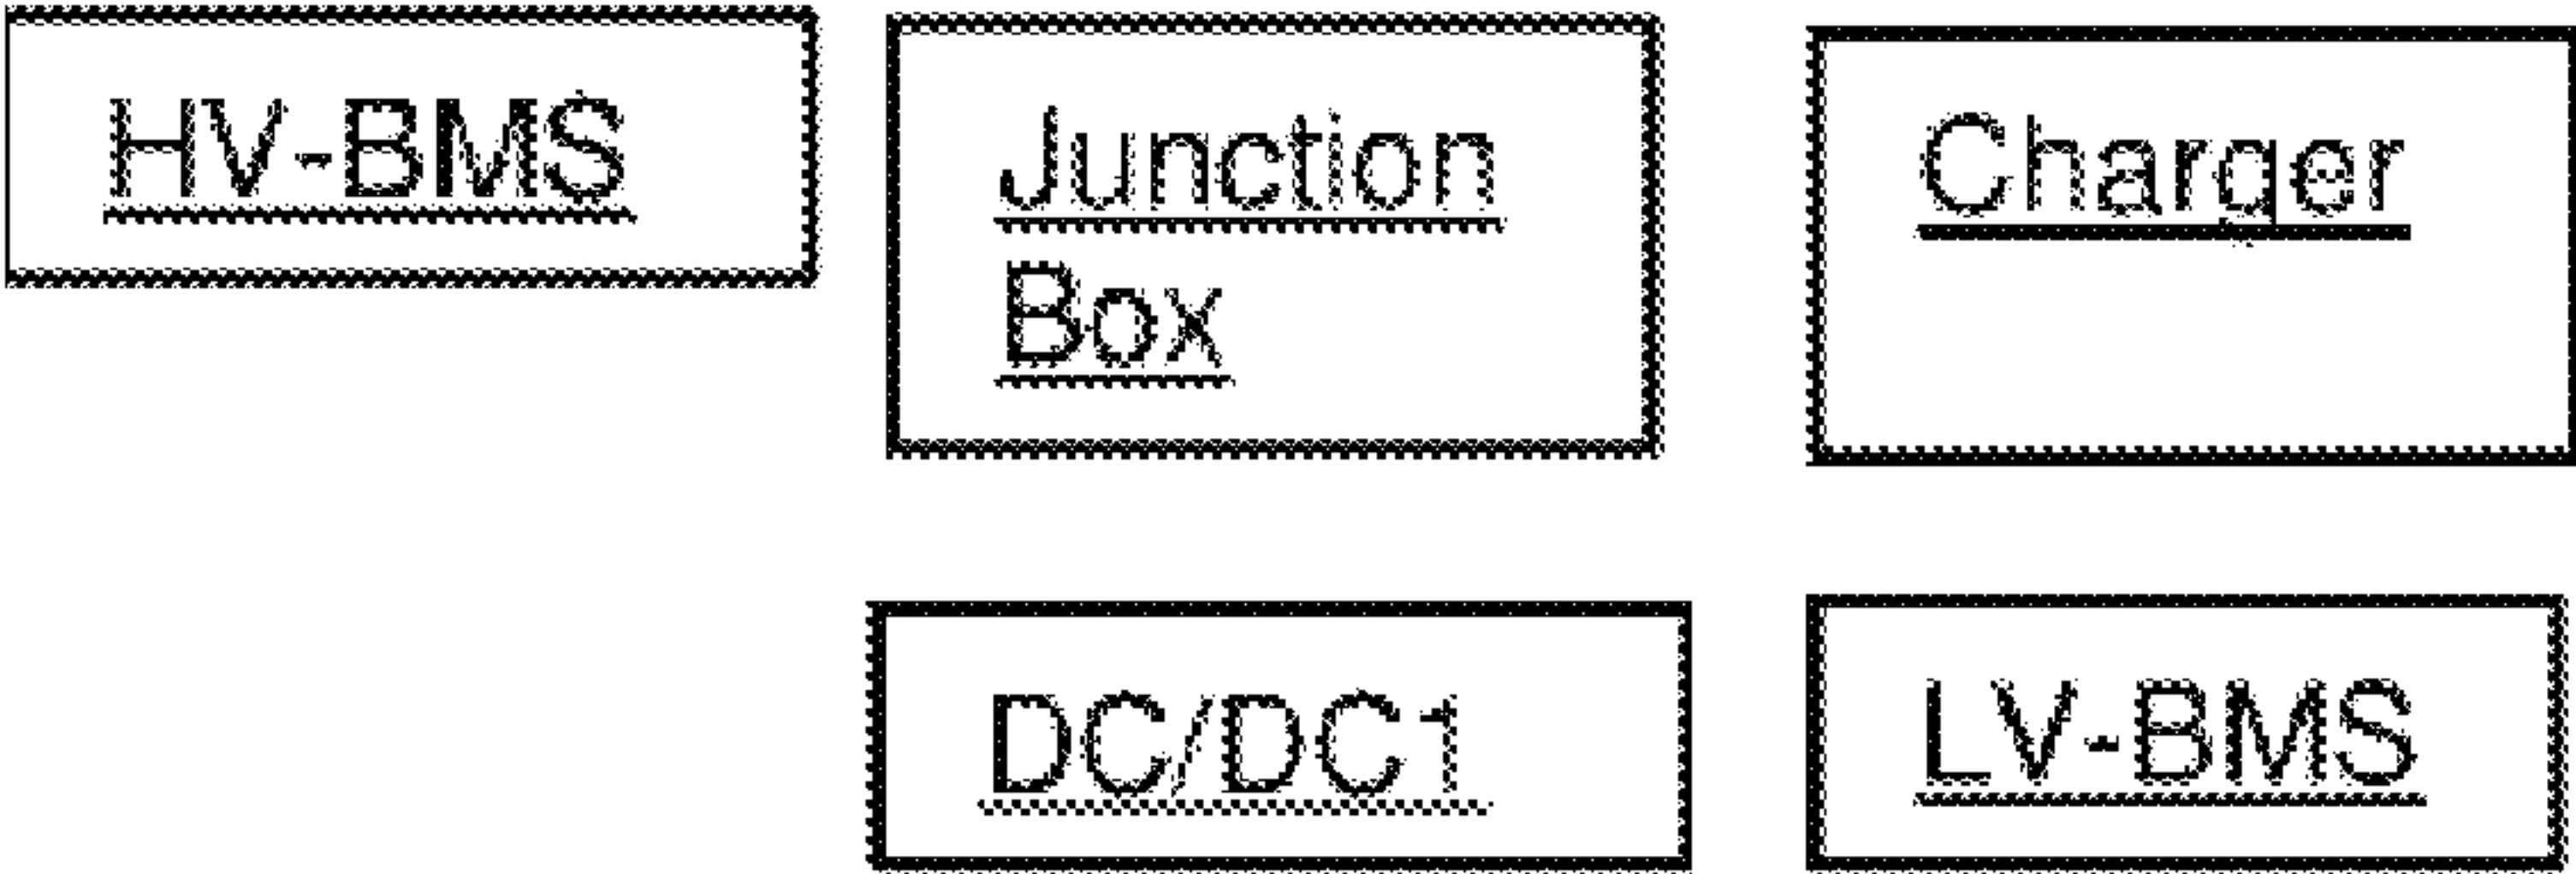 HV-BMS
Junction
Box
Charger
DC/DC1
LV-BMS